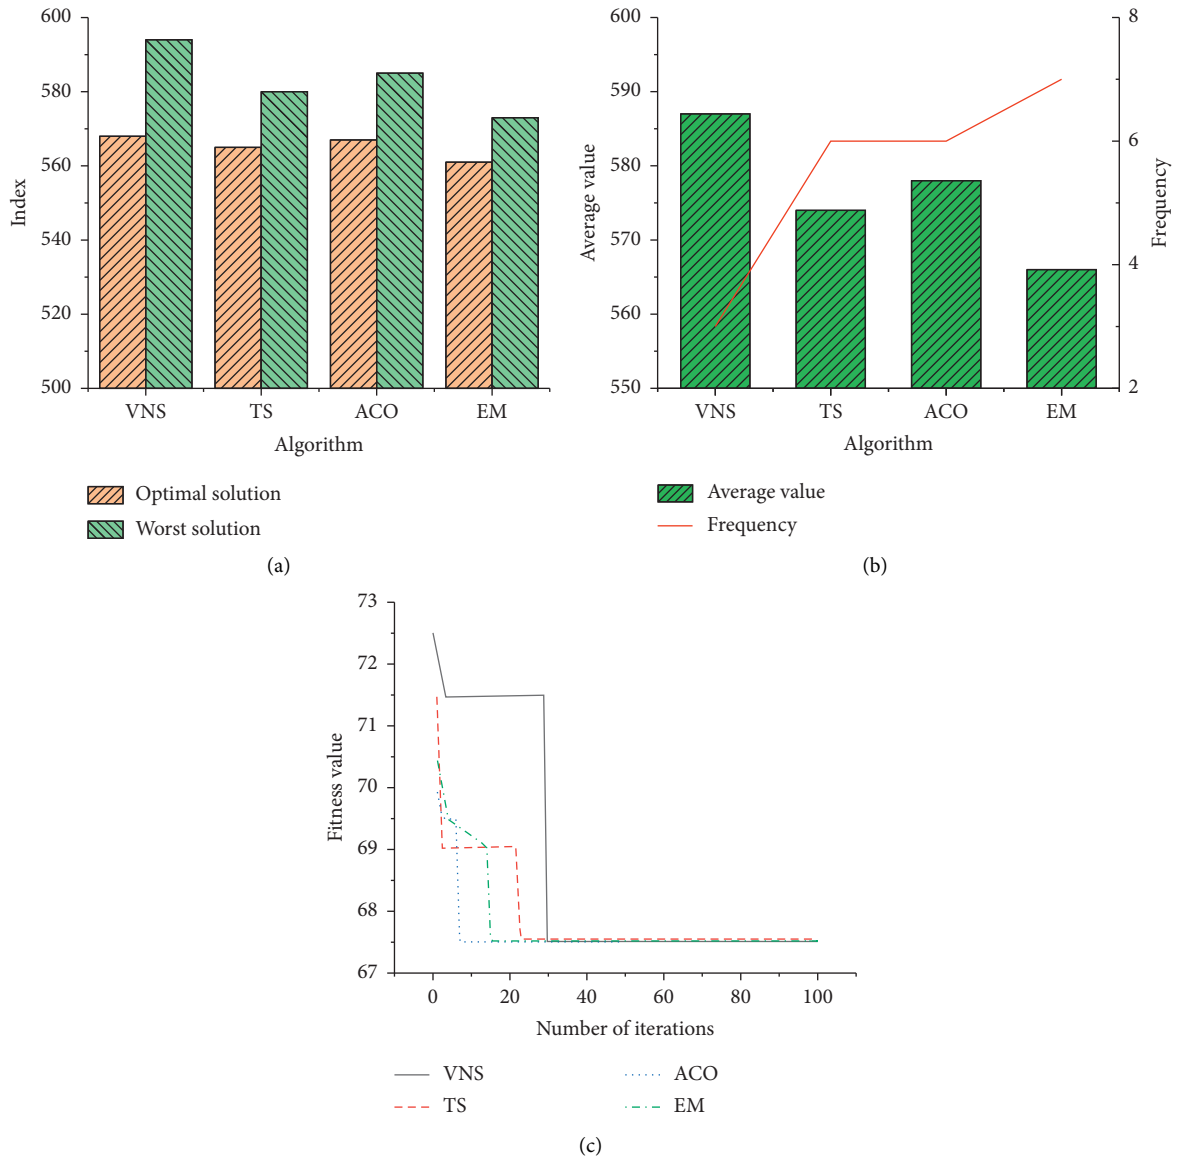 600
580
560
540
520
500
Index
VNS
TS
ACO
EM
Algorithm
Optimal solution
Worst solution
(a)
600
590
580
570
560
550
Average value
8
6
4
2
Frequency
VNS
TS
ACO
EM
Algorithm
Average value
Frequency
(b)
73
72
71
70
69
68
67
Fitness value
0
20
40
60
80
100
Number of iterations
VNS
TS
ACO
EM
(c)